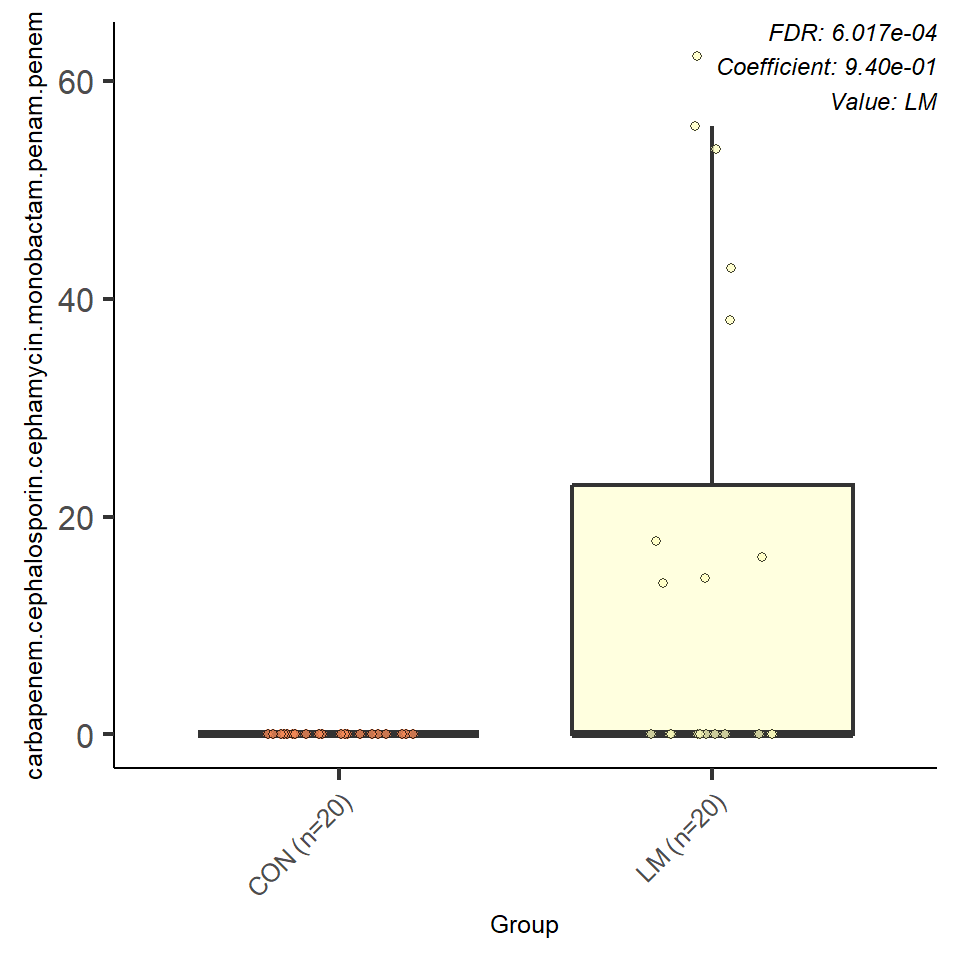 FDR: 6.017e-04
Coefficient: 9.40e-01
Value: LM
carbapenem.cephalosporin.cephamycin.monobactam.penam.penem
60
40
20
0
CON (n=20)
LM (n=20)
Group